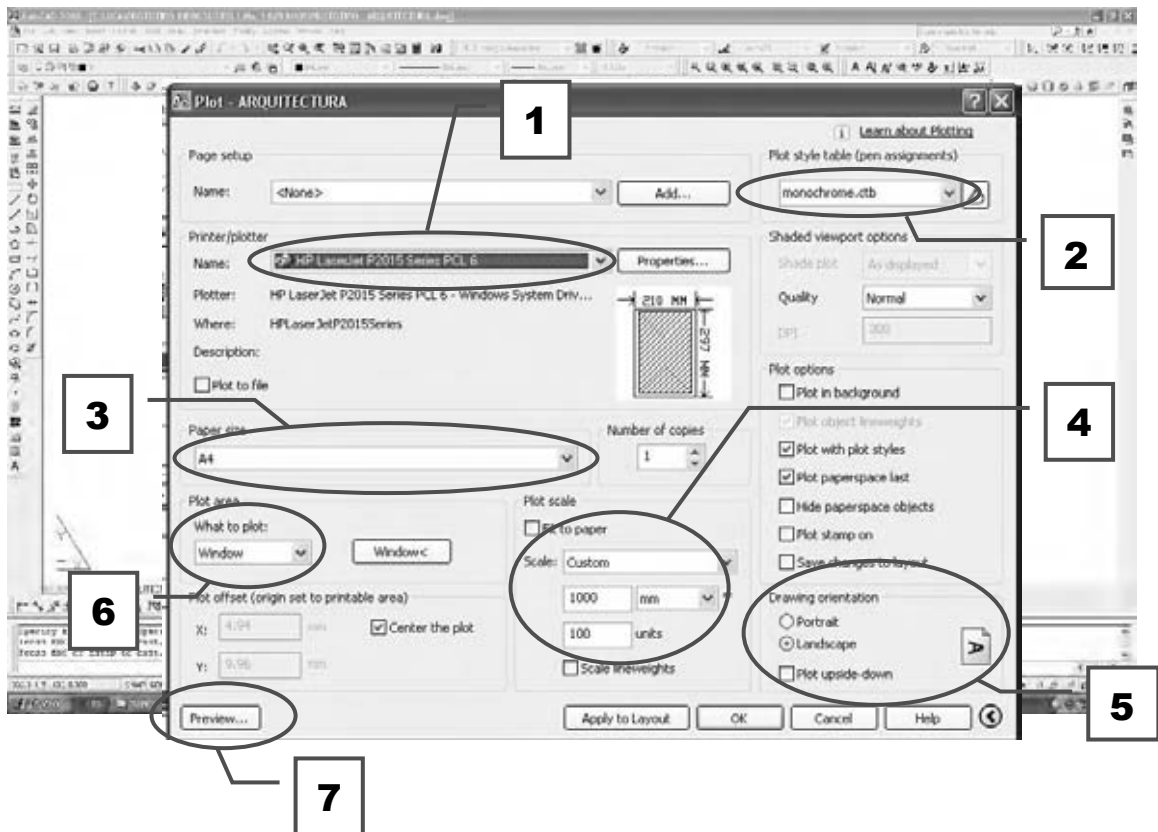 Plot - ARQUITECTURA
1
Learn about Plotting
Page setup
Name: <None> Add...
Plot style table (pen assignments)
monochrome.ctb
2
Printer/plotter
Name: HP LaserJet P2015 Series PCL 6 Properties...
Plotter: HP LaserJet P2015 Series PCL 6 - Windows System Driv...
Where: HPLaserJetP2015Series
Description:
Plot to file
210 MM
297 MM
Shaded viewport options
Shade plot As displayed
Quality Normal
DPI 300
3
Paper size
A4
Number of copies
1
Plot options
Plot in background
Plot object lineweights
Plot with plot styles
Plot paperspace last
Hide paperspace objects
Plot stamp on
Save changes to layout
4
Plot area
What to plot:
Window Window<
6
Plot scale
Fit to paper
Scale: Custom
1000 mm =
100 units
Scale lineweights
Plot offset (origin set to printable area)
X: 4.94 mm Center the plot
Y: 9.96 mm
Drawing orientation
Portrait
Landscape
Plot upside-down
A
5
Preview... Apply to Layout OK Cancel Help
7